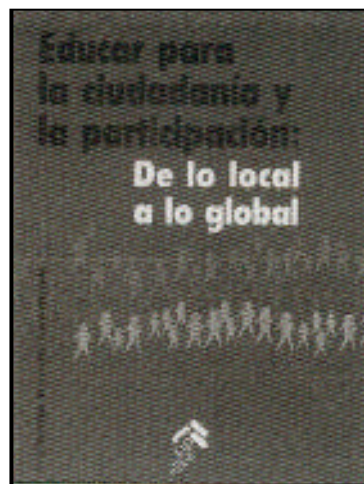 Educar para
la ciudadanía y
la participación:
De lo local
a lo global